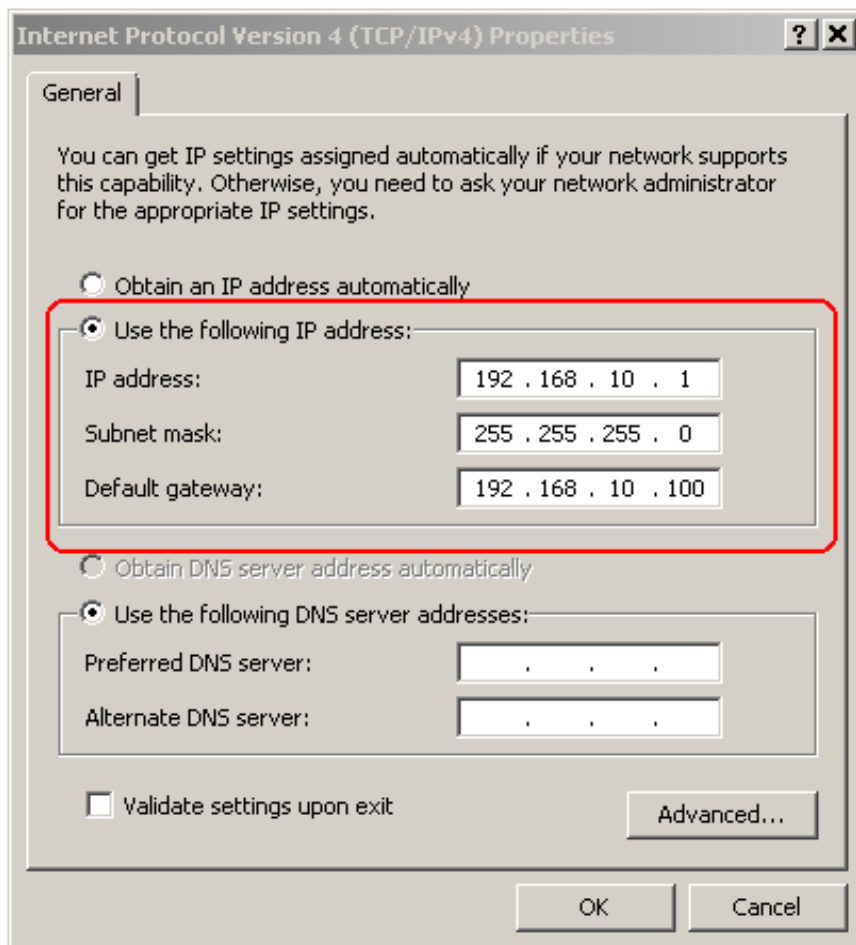 Internet Protocol Version 4 (TCP/IPv4) Properties
General
You can get IP settings assigned automatically if your network supports
this capability. Otherwise, you need to ask your network administrator
for the appropriate IP settings.
Obtain an IP address automatically
Use the following IP address:
IP address: 192 . 168 . 10 . 1
Subnet mask: 255 . 255 . 255 . 0
Default gateway: 192 . 168 . 10 . 100
Obtain DNS server address automatically
Use the following DNS server addresses:
Preferred DNS server: . . .
Alternate DNS server: . . .
Validate settings upon exit
Advanced...
OK Cancel